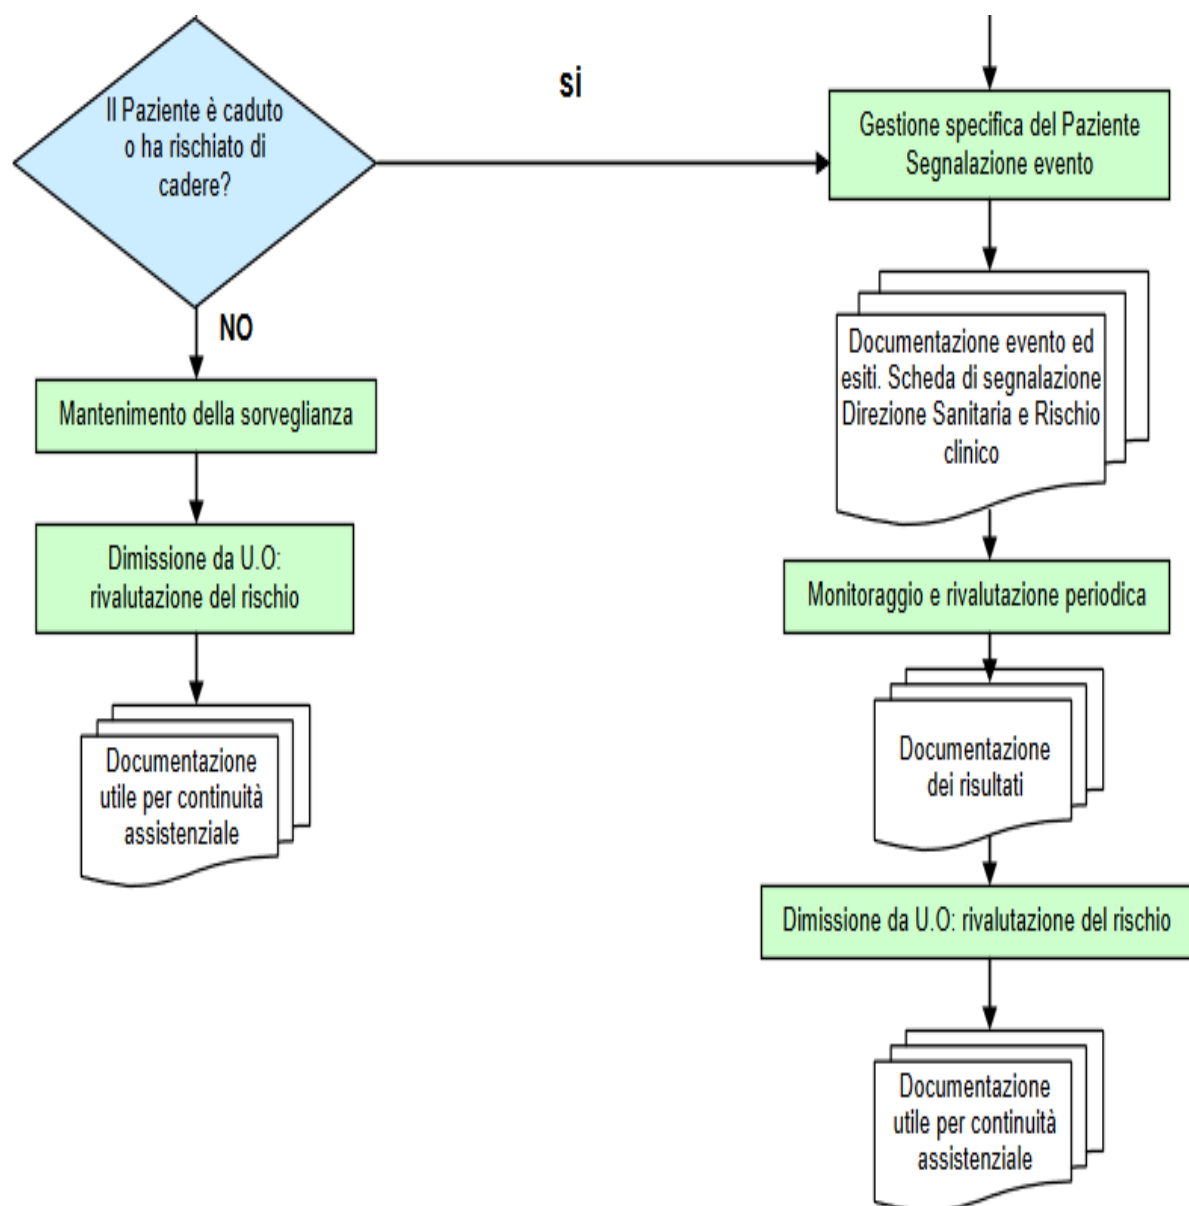 Il Paziente è caduto
o ha rischiato di
cadere?
si
NO
Mantenimento della sorveglianza
Dimissione da U.O:
rivalutazione del rischio
Documentazione
utile per continuità
assistenziale
Gestione specifica del Paziente
Segnalazione evento
Documentazione evento ed
esiti. Scheda di segnalazione
Direzione Sanitaria e Rischio
clinico
Monitoraggio e rivalutazione periodica
Documentazione
dei risultati
Dimissione da U.O: rivalutazione del rischio
Documentazione
utile per continuità
assistenziale